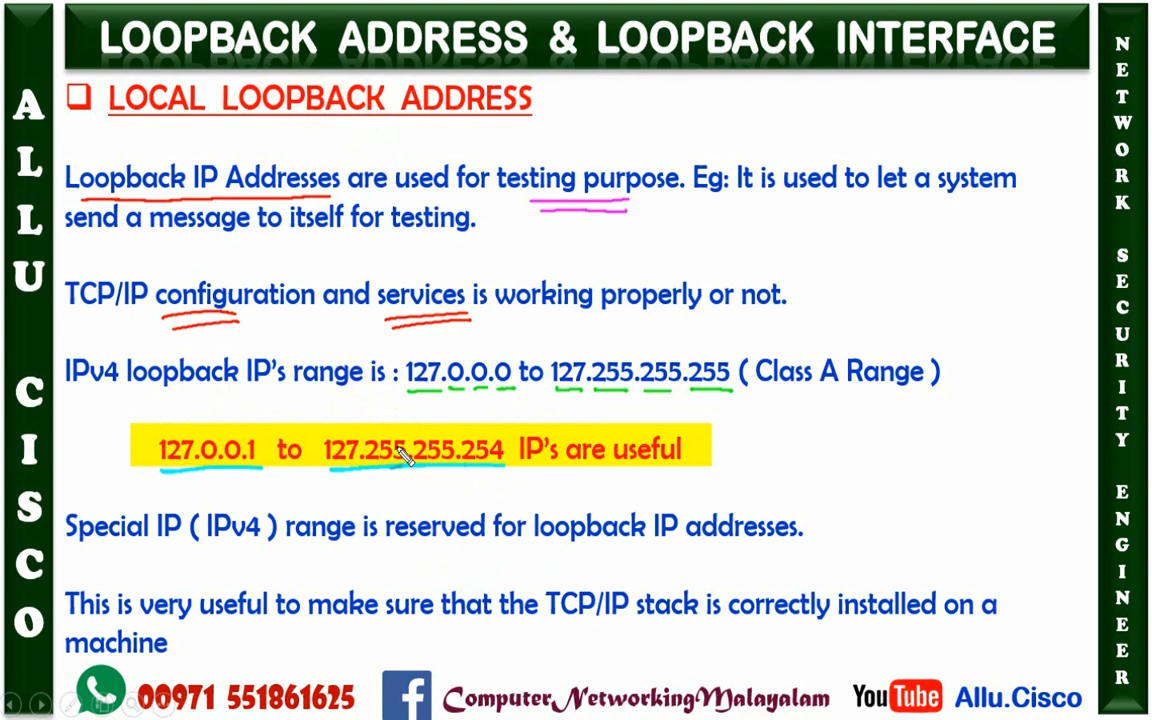 LOOPBACK ADDRESS & LOOPBACK INTERFACE
ALLU CISCO
LOCAL LOOPBACK ADDRESS
Loopback IP Addresses are used for testing purpose. Eg: It is used to let a system
send a message to itself for testing.
TCP/IP configuration and services is working properly or not.
IPv4 loopback IP's range is : 127.0.0.0 to 127.255.255.255 ( Class A Range )
127.0.0.1 to 127.255.255.254 IP's are useful
Special IP ( IPv4 ) range is reserved for loopback IP addresses.
This is very useful to make sure that the TCP/IP stack is correctly installed on a
machine
00971 551861625 f ComputerNetworkingMalayalam YouTube Allu.Cisco
NETWORK SECURITY ENGINEER